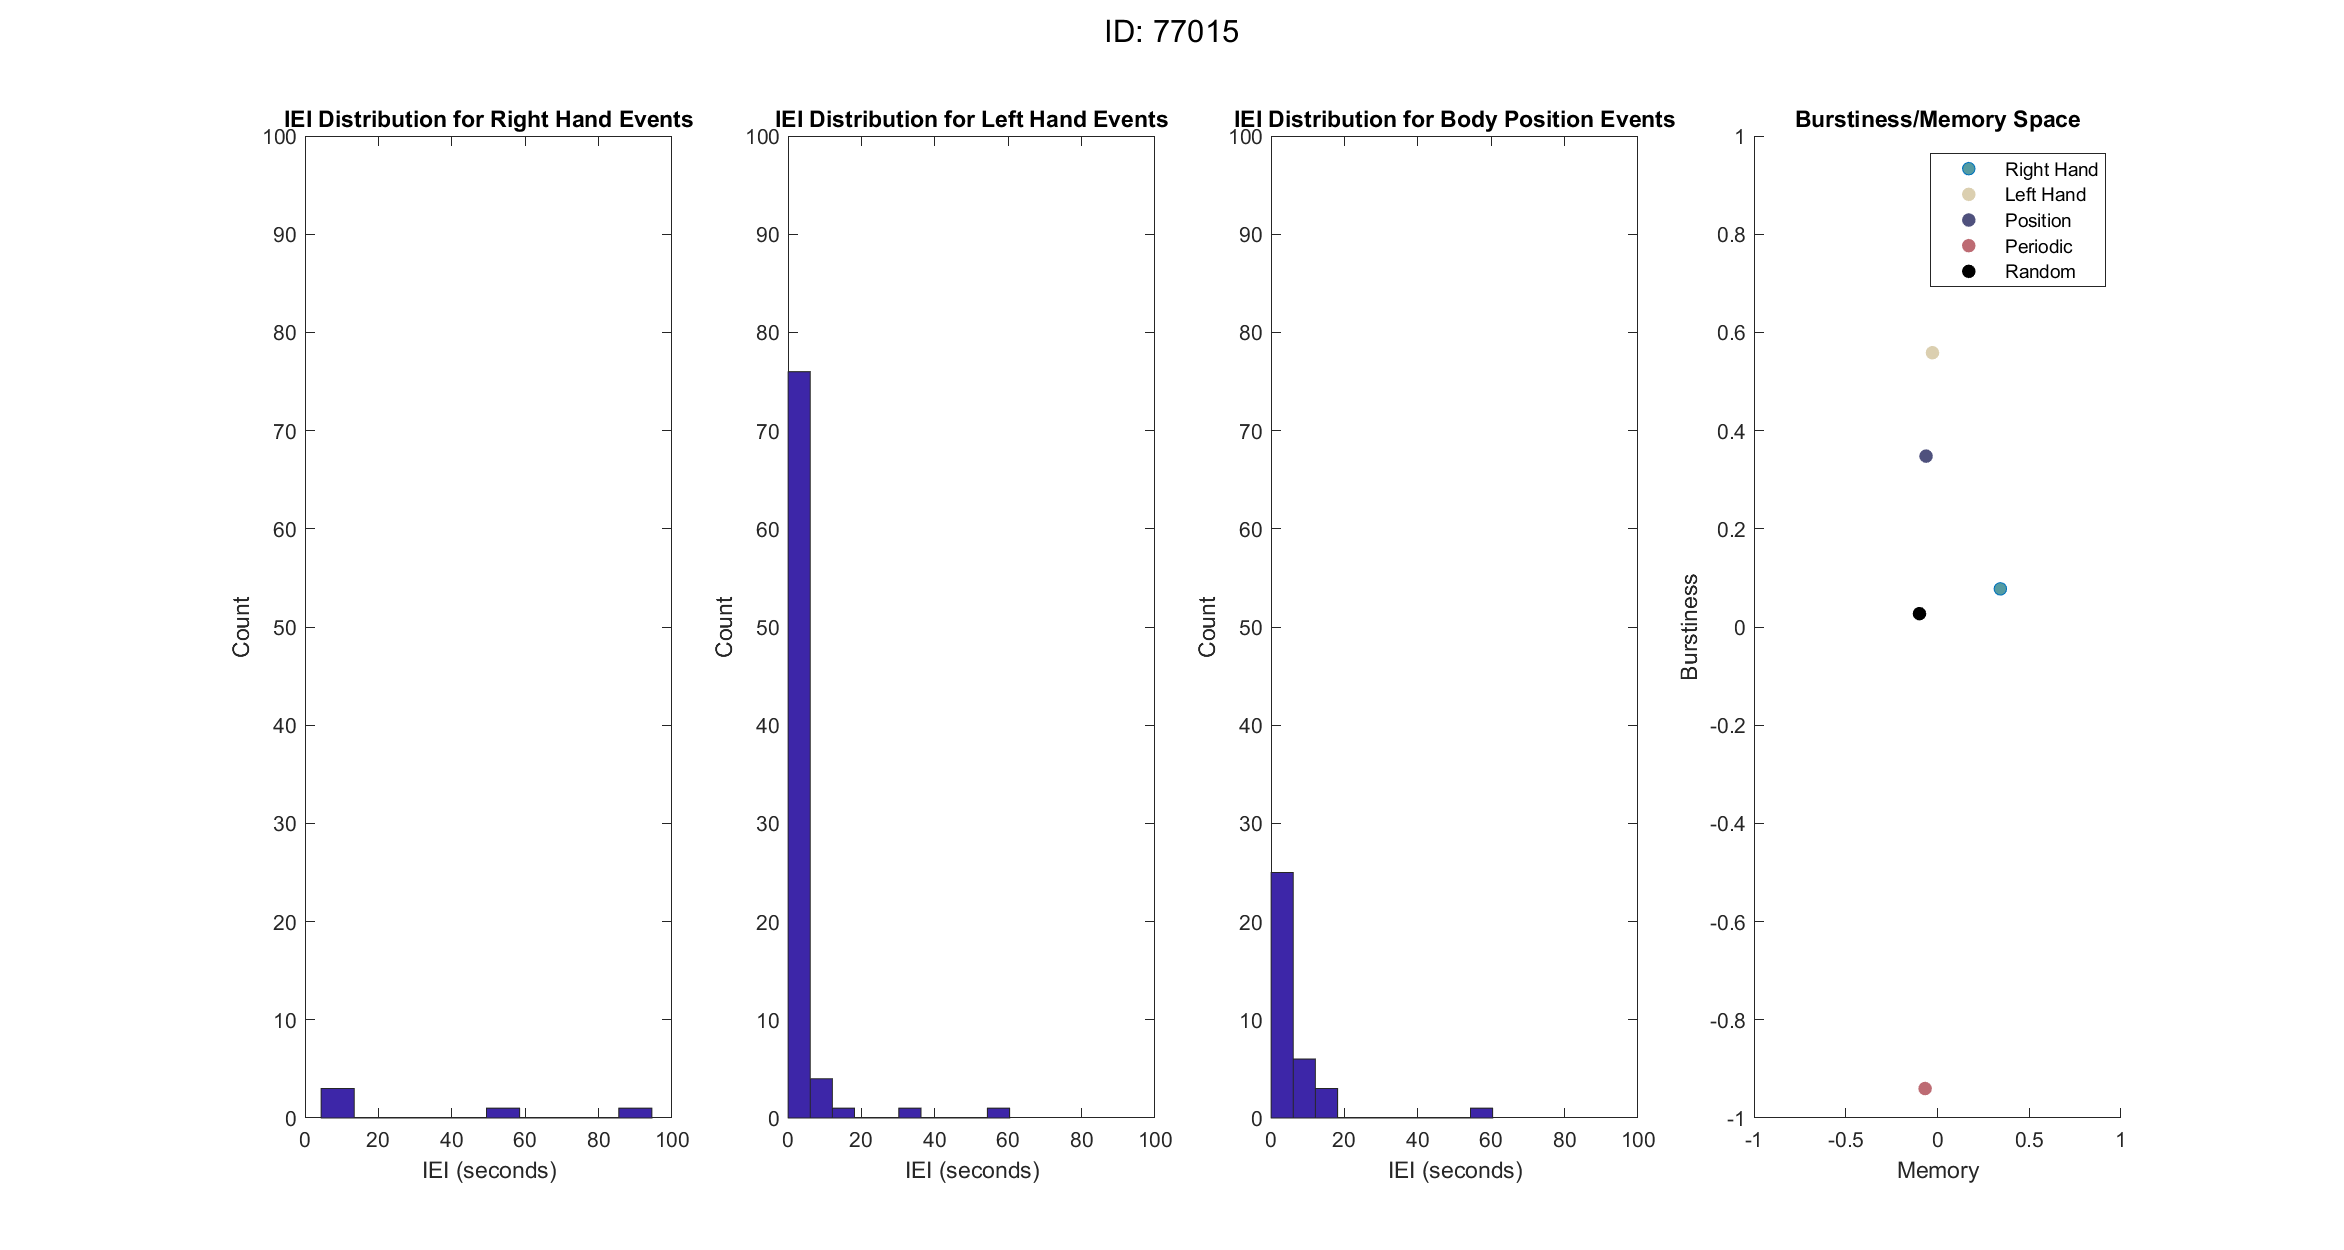 ID: 77015
IEI Distribution for Right Hand Events
100
90
80
70
60
50
40
30
20
10
0
Count
0 20 40 60 80 100
IEI (seconds)
IEI Distribution for Left Hand Events
100
90
80
70
60
50
40
30
20
10
0
Count
0 20 40 60 80 100
IEI (seconds)
IEI Distribution for Body Position Events
100
90
80
70
60
50
40
30
20
10
0
Count
0 20 40 60 80 100
IEI (seconds)
Burstiness/Memory Space
1
0.8
0.6
0.4
0.2
0
-0.2
-0.4
-0.6
-0.8
-1
Burstiness
Right Hand
Left Hand
Position
Periodic
Random
-1 -0.5 0 0.5 1
Memory